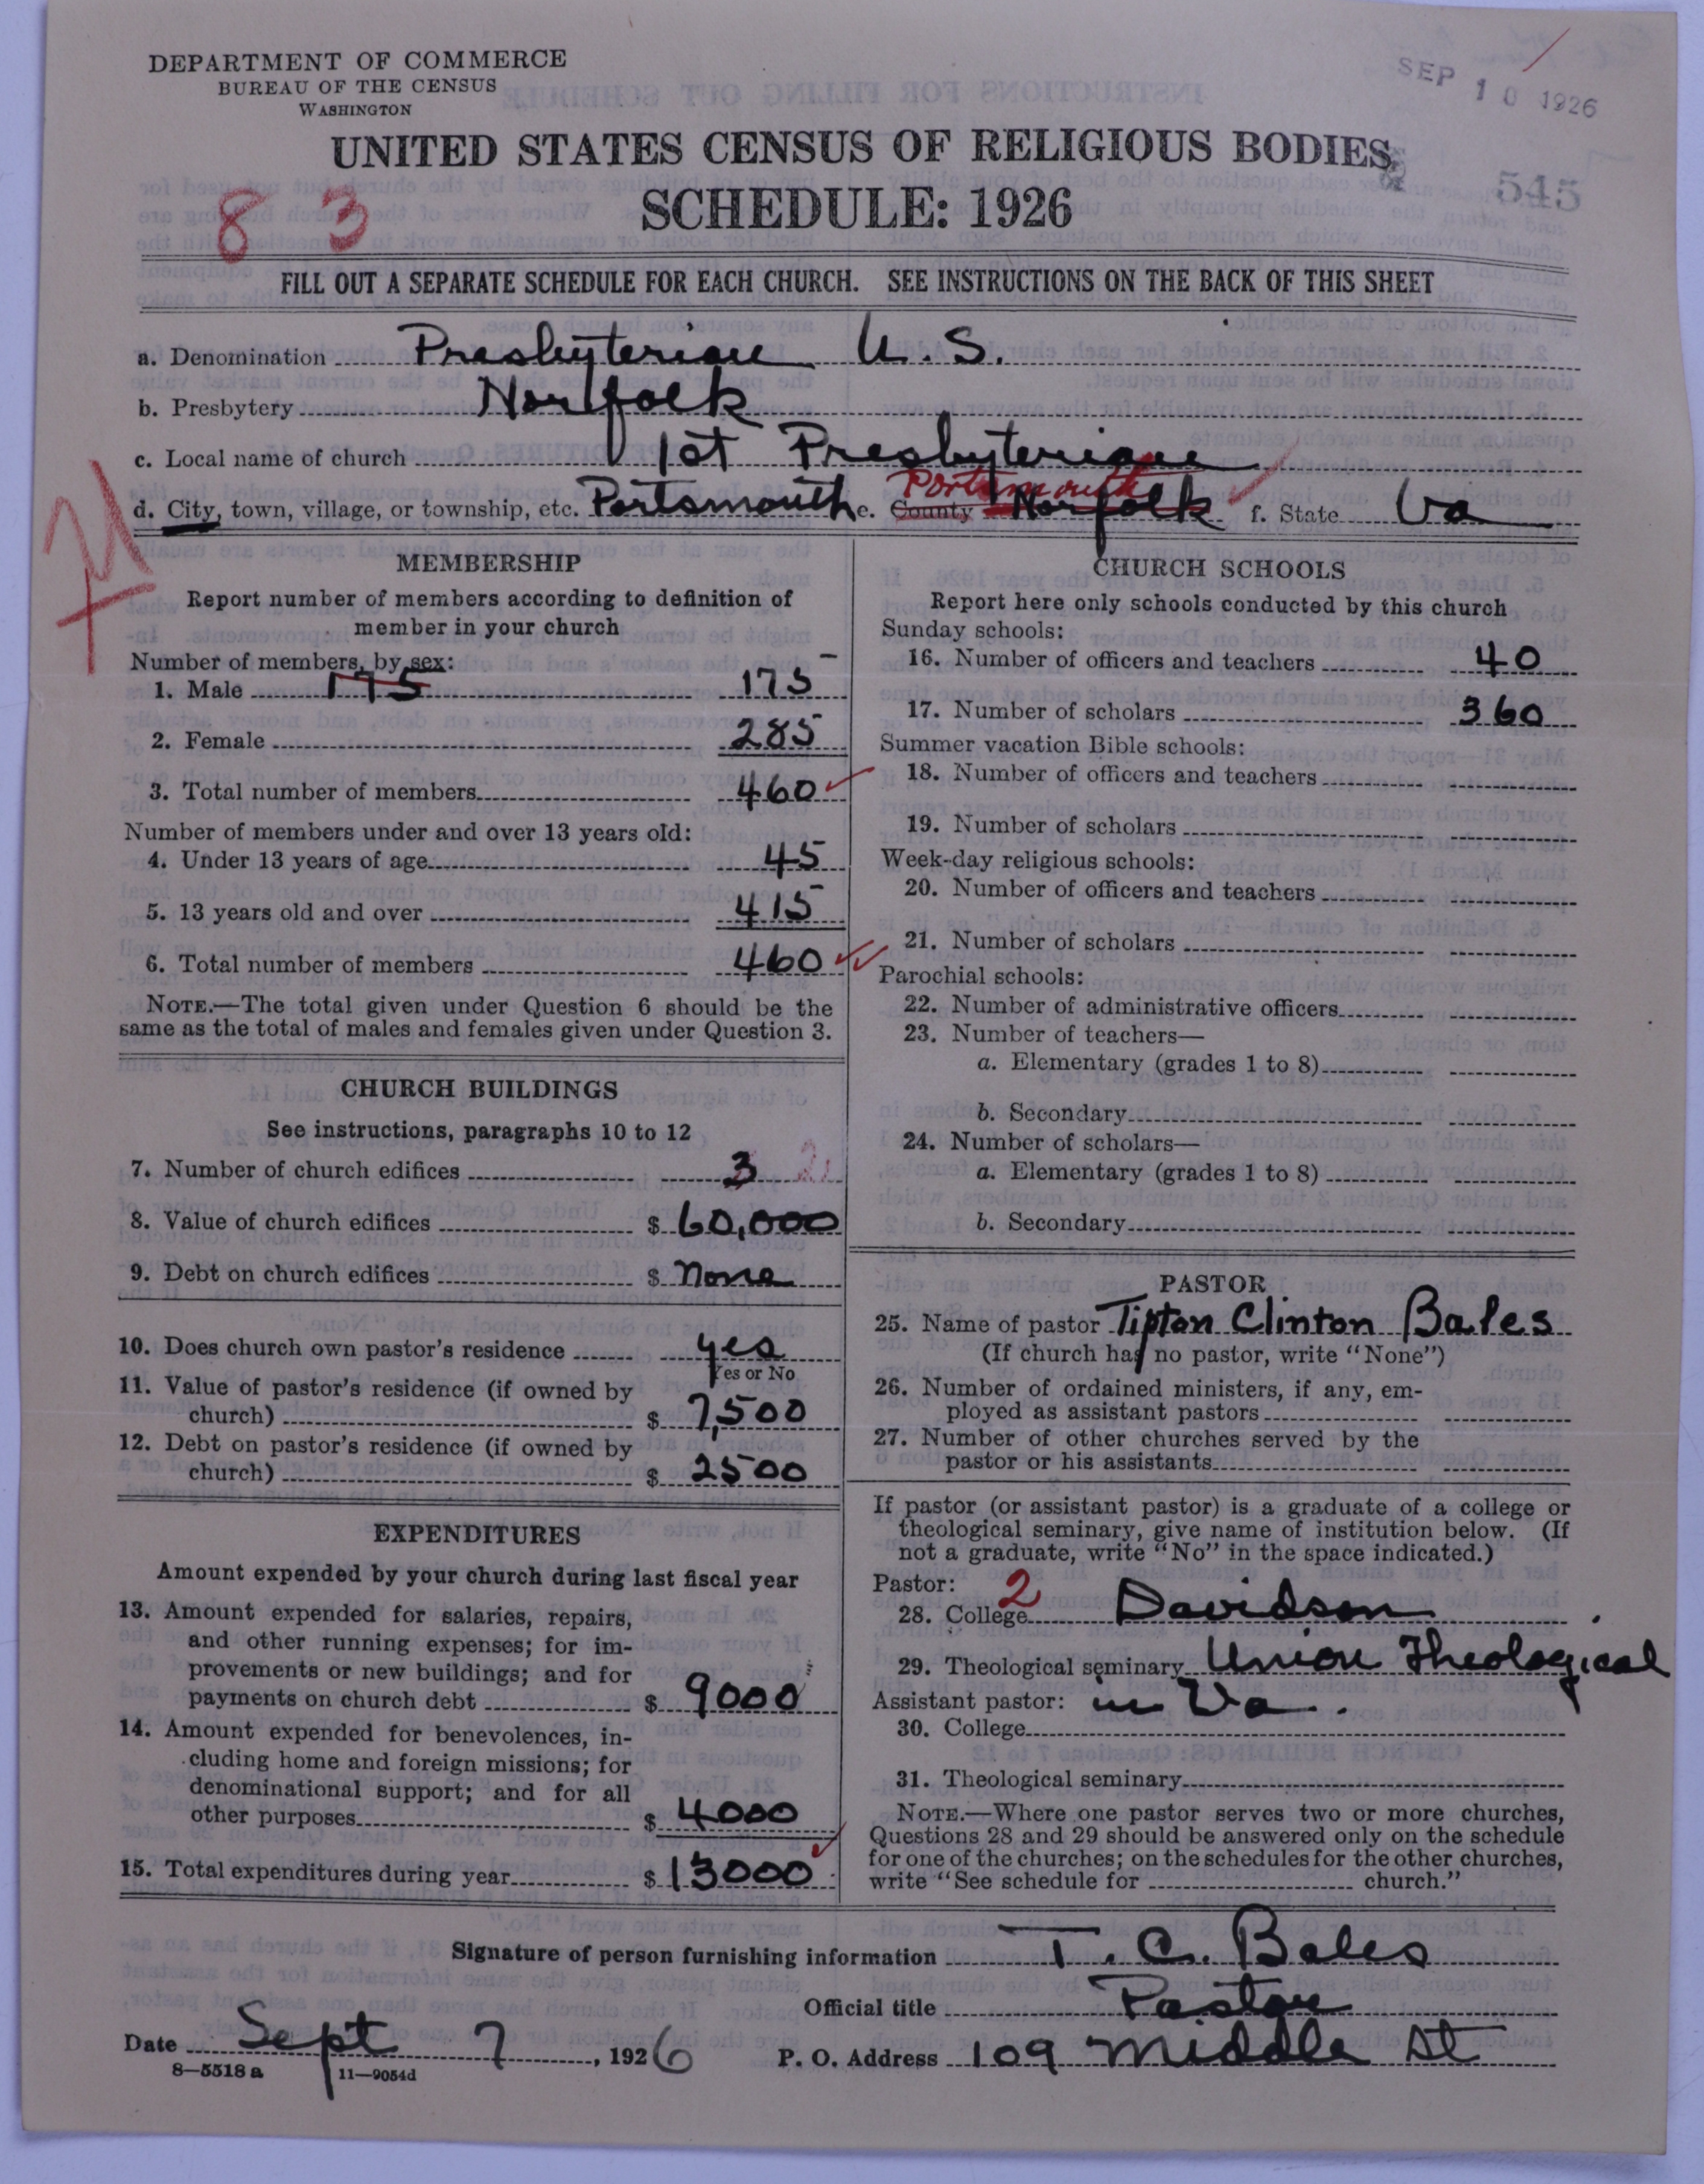 DEPARTMENT OF COMMERCE
BUREAU OF THE CENSUS
WASHINGTON
SEP 10 1926
UNITED STATES CENSUS OF RELIGIOUS BODIES
545
8 3
SCHEDULE: 1926
FILL OUT A SEPARATE SCHEDULE FOR EACH CHURCH. SEE INSTRUCTIONS ON THE BACK OF THIS SHEET
a. Denomination Presbyterian U.S.
b. Presbytery Norfolk
c. Local name of church 1st Presbyterian
Portsmouth
d. City, town, village, or township, etc. Portsmouth e. County Norfolk f. State Va
MEMBERSHIP
Report number of members according to definition of
member in your church
Number of members, by sex:
1. Male 175 175
2. Female 285
3. Total number of members 460
Number of members under and over 13 years old:
4. Under 13 years of age 45
5. 13 years old and over 415
6. Total number of members 460
NOTE.—The total given under Question 6 should be the
same as the total of males and females given under Question 3.
CHURCH BUILDINGS
See instructions, paragraphs 10 to 12
7. Number of church edifices 3 2
8. Value of church edifices $ 60,000
9. Debt on church edifices $ None
10. Does church own pastor's residence yes
Yes or No
11. Value of pastor's residence (if owned by
church) $ 7,500
12. Debt on pastor's residence (if owned by
church) $ 2500
EXPENDITURES
Amount expended by your church during last fiscal year
13. Amount expended for salaries, repairs,
and other running expenses; for im-
provements or new buildings; and for
payments on church debt $ 9000
14. Amount expended for benevolences, in-
cluding home and foreign missions; for
denominational support; and for all
other purposes $ 4000
15. Total expenditures during year $ 13000
CHURCH SCHOOLS
Report here only schools conducted by this church
Sunday schools:
16. Number of officers and teachers 40
17. Number of scholars 360
Summer vacation Bible schools:
18. Number of officers and teachers
19. Number of scholars
Week-day religious schools:
20. Number of officers and teachers
21. Number of scholars
Parochial schools:
22. Number of administrative officers
23. Number of teachers—
a. Elementary (grades 1 to 8)
b. Secondary
24. Number of scholars—
a. Elementary (grades 1 to 8)
b. Secondary
PASTOR
25. Name of pastor Tipton Clinton Bales
(If church has no pastor, write "None")
26. Number of ordained ministers, if any, em-
ployed as assistant pastors
27. Number of other churches served by the
pastor or his assistants
If pastor (or assistant pastor) is a graduate of a college or
theological seminary, give name of institution below. (If
not a graduate, write "No" in the space indicated.)
Pastor: 2
28. College Davidson
29. Theological seminary Union Theological
Assistant pastor: in Va.
30. College
31. Theological seminary
NOTE.—Where one pastor serves two or more churches,
Questions 28 and 29 should be answered only on the schedule
for one of the churches; on the schedules for the other churches,
write "See schedule for church."
Signature of person furnishing information T. C. Bales
Official title Pastor
Date Sept 7, 1926 P. O. Address 109 Middle St
8—5518 a 11—9054d